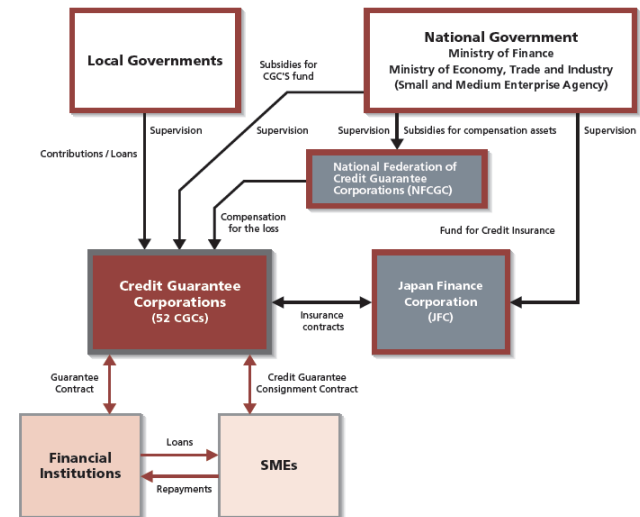 Local Governments
National Government
Ministry of Finance
Ministry of Economy, Trade and Industry
(Small and Medium Enterprise Agency)
Subsidies for
CGC'S fund
Supervision
Contributions / Loans
Supervision
Supervision
Subsidies for compensation assets
Supervision
National Federation of
Credit Guarantee
Corporations (NFCGC)
Compensation
for the loss
Fund for Credit Insurance
Credit Guarantee
Corporations
(52 CGCs)
Insurance
contracts
Japan Finance
Corporation
(JFC)
Guarantee
Contract
Credit Guarantee
Consignment Contract
Financial
Institutions
Loans
Repayments
SMEs